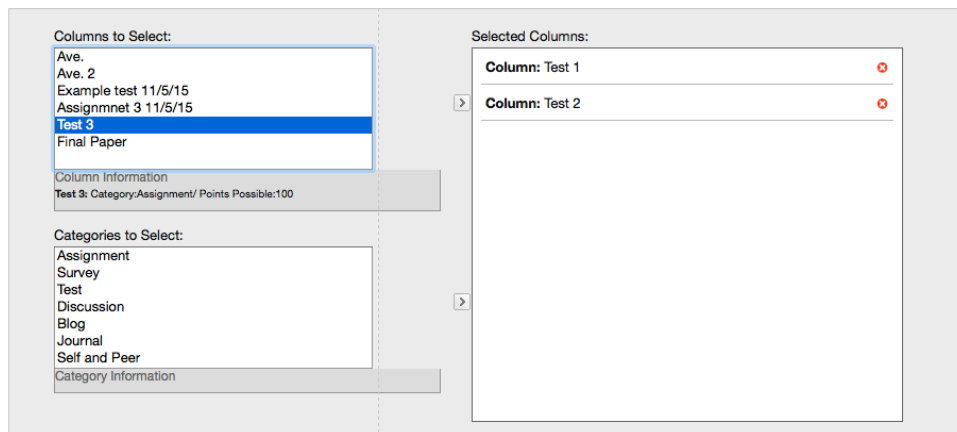 Columns to Select:
Ave.
Ave. 2
Example test 11/5/15
Assignmnet 3 11/5/15
Test 3
Final Paper
Column Information
Test 3: Category:Assignment/ Points Possible:100
Categories to Select:
Assignment
Survey
Test
Discussion
Blog
Journal
Self and Peer
Category Information
Selected Columns:
Column: Test 1
Column: Test 2